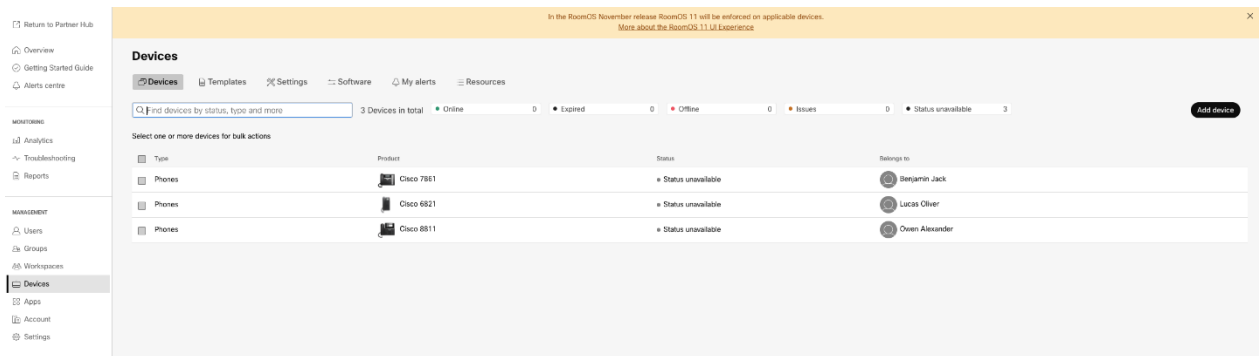 Return to Partner Hub
Overview
Getting Started Guide
Alerts centre
MONITORING
Analytics
Troubleshooting
Reports
MANAGEMENT
Users
Groups
Workspaces
Devices
Apps
Account
Settings
In the RoomOS November release RoomOS 11 will be enforced on applicable devices.
More about the RoomOS 11 UI Experience
Devices
Devices Templates Settings Software My alerts Resources
Find devices by status, type and more 3 Devices in total Online 0 Expired 0 Offline 0 Issues 0 Status unavailable 3 Add device
Select one or more devices for bulk actions
Type Product Status Belongs to
Phones Cisco 7861 Status unavailable Benjamin Jack
Phones Cisco 6821 Status unavailable Lucas Oliver
Phones Cisco 8811 Status unavailable Owen Alexander